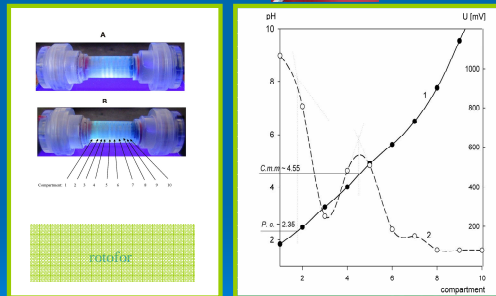 A
B
Compartment 1 2 3 4 5 6 7 8 9 10
rotofor
pH
U [mV]
10
8
6
4
2
C.m.m ~ 4.55
P. o. ~ 2.36
1
2
1000
800
600
400
200
2 4 6 8 10
compartment